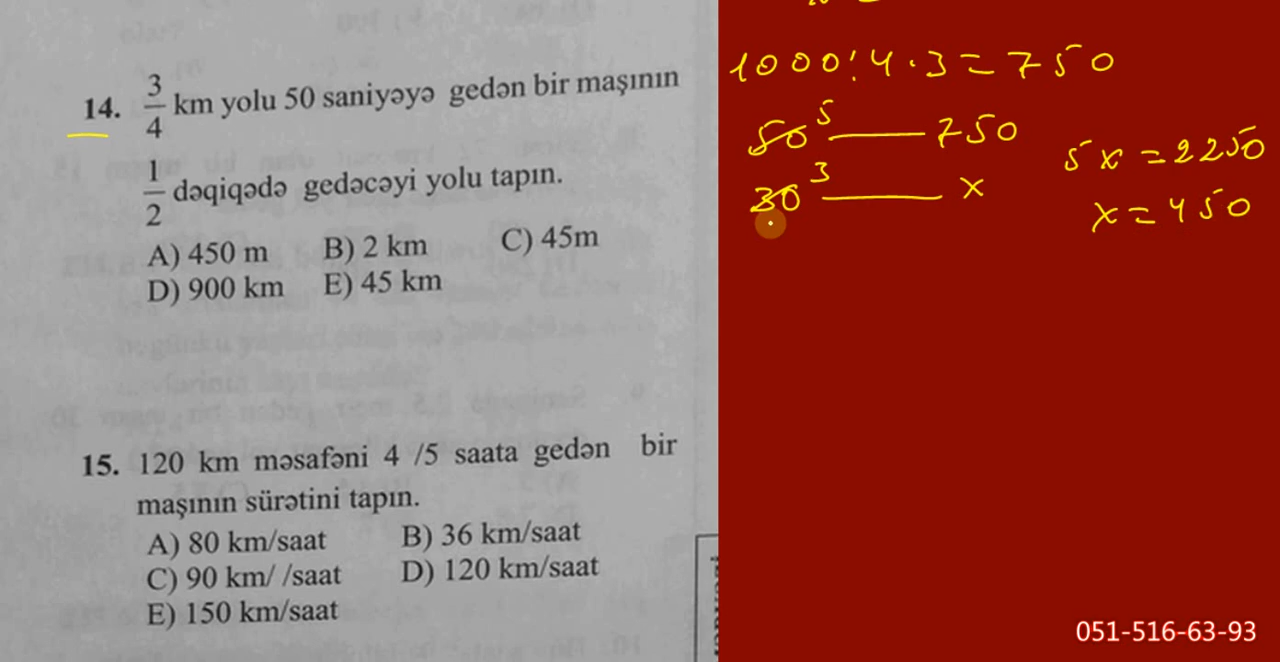 14. 3/4 km yolu 50 saniyəyə gedən bir maşının
1/2 dəqiqədə gedəcəyi yolu tapın.
A) 450 m B) 2 km C) 45m
D) 900 km E) 45 km
15. 120 km məsafəni 4 /5 saata gedən bir
maşının sürətini tapın.
A) 80 km/saat B) 36 km/saat
C) 90 km/ /saat D) 120 km/saat
E) 150 km/saat
1000:4·3=750
50 5 — 750
30 3 — x
5x=2250
x=450
051-516-63-93